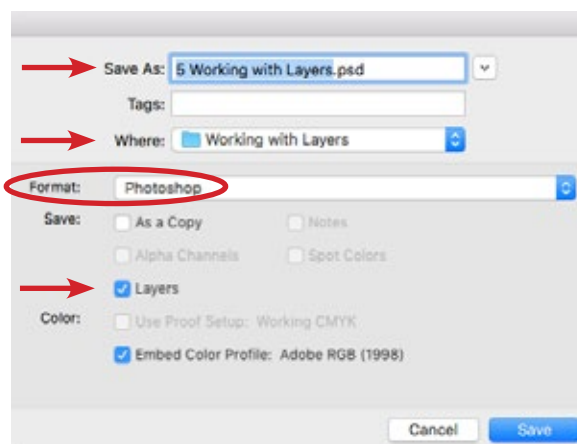 Save As: 5 Working with Layers.psd
Tags:
Where: Working with Layers
Format: Photoshop
Save: As a Copy Notes
Alpha Channels Spot Colors
Layers
Color: Use Proof Setup: Working CMYK
Embed Color Profile: Adobe RGB (1998)
Cancel Save